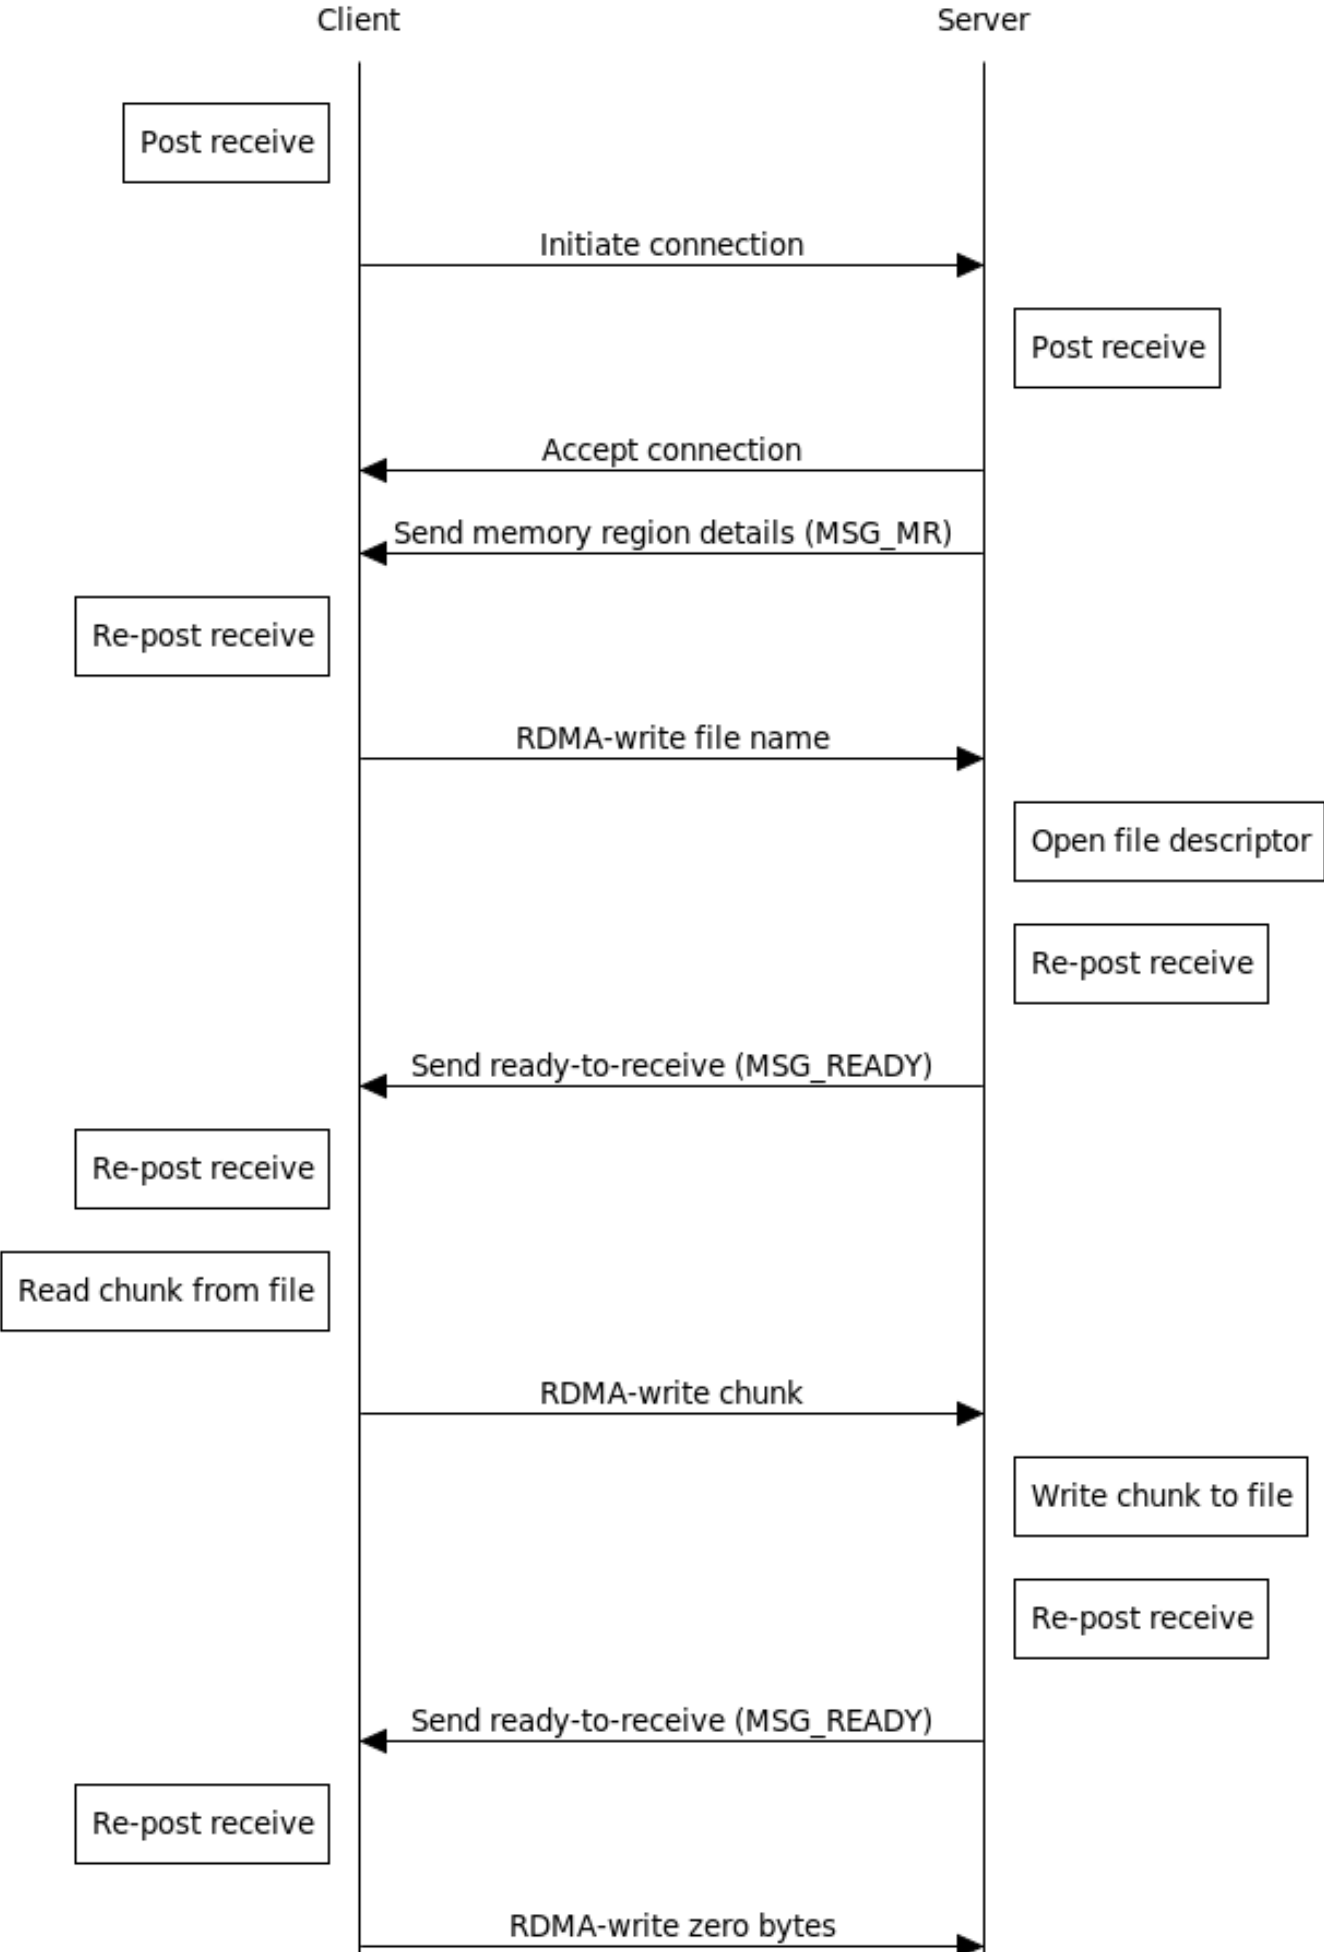 Client
Server
Post receive
Initiate connection
Post receive
Accept connection
Send memory region details (MSG_MR)
Re-post receive
RDMA-write file name
Open file descriptor
Re-post receive
Send ready-to-receive (MSG_READY)
Re-post receive
Read chunk from file
RDMA-write chunk
Write chunk to file
Re-post receive
Send ready-to-receive (MSG_READY)
Re-post receive
RDMA-write zero bytes